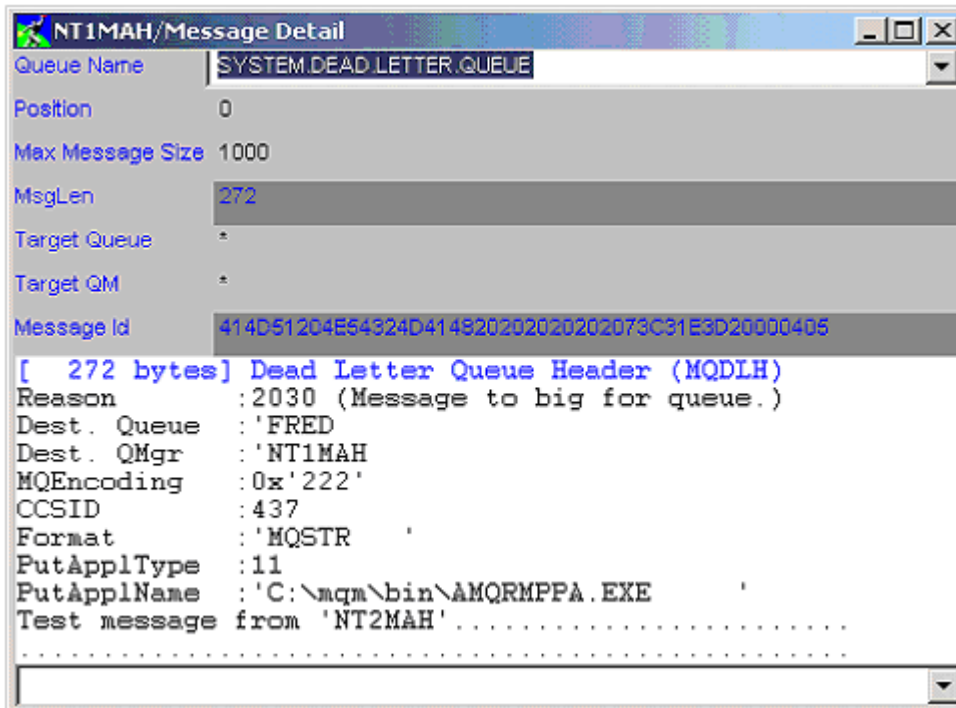 NT1MAH/Message Detail
Queue Name SYSTEM.DEAD.LETTER.QUEUE
Position 0
Max Message Size 1000
MsgLen 272
Target Queue *
Target QM *
Message Id 414D51204E54324D414820202020202073C31E3D20000405
[ 272 bytes] Dead Letter Queue Header (MQDLH)
Reason :2030 (Message to big for queue.)
Dest. Queue :'FRED
Dest. QMgr :'NT1MAH
MQEncoding :0x'222'
CCSID :437
Format :'MQSTR '
PutApplType :11
PutApplName :'C:\mqm\bin\AMQRMPPA.EXE '
Test message from 'NT2MAH'.........................
....................................................